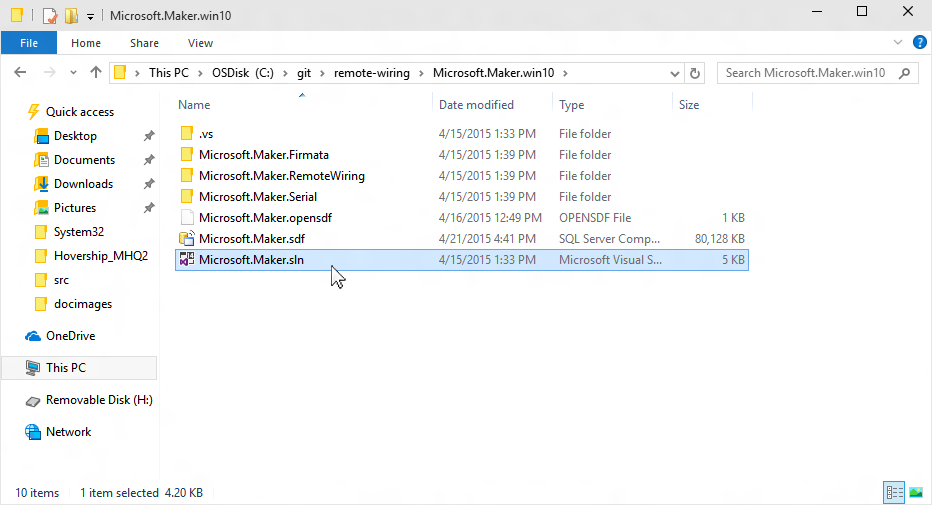 Microsoft.Maker.win10
File Home Share View
This PC OSDisk (C:) git remote-wiring Microsoft.Maker.win10 Search Microsoft.Maker.win10
Name Date modified Type Size
Quick access
Desktop
Documents
Downloads
Pictures
System32
Hovership_MHQ2
src
docimages
OneDrive
This PC
Removable Disk (H:)
Network
.vs 4/15/2015 1:33 PM File folder
Microsoft.Maker.Firmata 4/15/2015 1:39 PM File folder
Microsoft.Maker.RemoteWiring 4/15/2015 1:39 PM File folder
Microsoft.Maker.Serial 4/15/2015 1:39 PM File folder
Microsoft.Maker.opensdf 4/16/2015 12:49 PM OPENSDF File 1 KB
Microsoft.Maker.sdf 4/21/2015 4:41 PM SQL Server Comp... 80,128 KB
Microsoft.Maker.sln 4/15/2015 1:33 PM Microsoft Visual S... 5 KB
10 items 1 item selected 4.20 KB